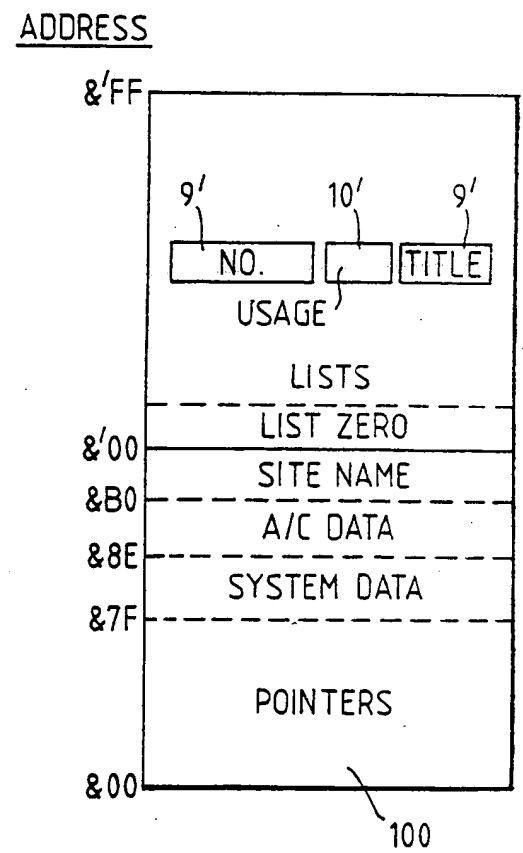 ADDRESS
&'FF
9' 10' 9'
NO. TITLE
USAGE
LISTS
LIST ZERO
&'00
SITE NAME
&B0
A/C DATA
&8E
SYSTEM DATA
&7F
POINTERS
&00
100